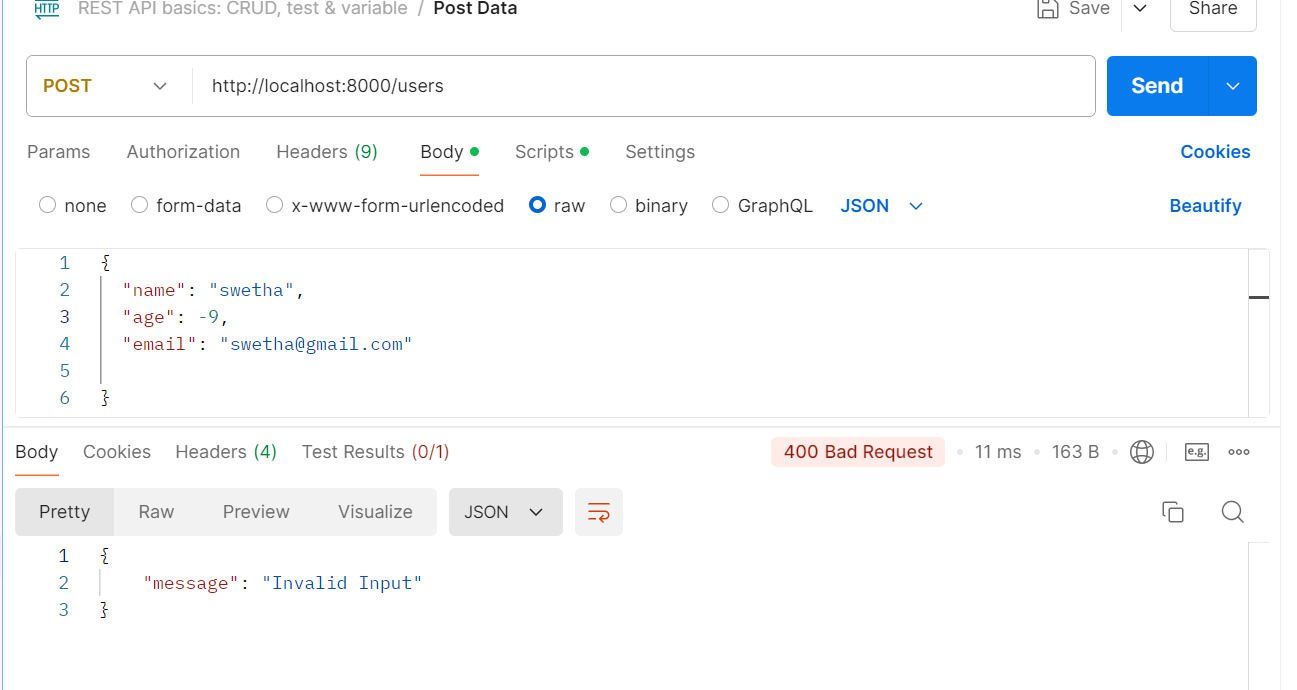 HTTP REST API basics: CRUD, test & variable / Post Data Save Share
POST http://localhost:8000/users Send
Params Authorization Headers (9) Body Scripts Settings Cookies
none form-data x-www-form-urlencoded raw binary GraphQL JSON Beautify
1 {
2 "name": "swetha",
3 "age": -9,
4 "email": "swetha@gmail.com"
5
6 }
Body Cookies Headers (4) Test Results (0/1) 400 Bad Request 11 ms 163 B e.g.
Pretty Raw Preview Visualize JSON
1 {
2 "message": "Invalid Input"
3 }